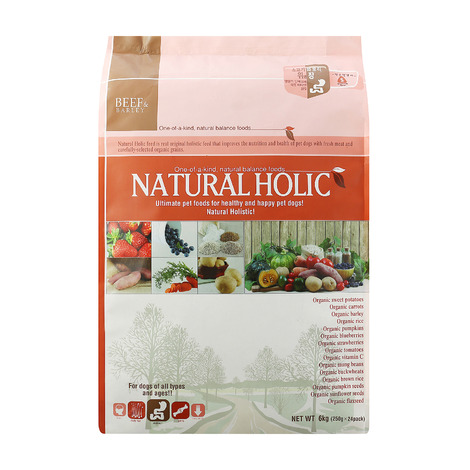 BEEF&
BARLEY
One-of-a-kind, natural balance foods
Natural Holic feed is real original holistic feed that improves the nutrition and health of pet dogs with fresh meat and
carefully-selected organic grains.
One-of-a-kind, natural balance foods
NATURAL HOLIC
Ultimate pet foods for healthy and happy pet dogs!
Natural Holistic!
Organic sweet potatoes
Organic carrots
Organic barley
Organic rice
Organic pumpkins
Organic blueberries
Organic strawberries
Organic tomatoes
Organic vitamin C
Organic mung beans
Organic buckwheats
Organic brown rice
Organic pumpkin seeds
Organic sunflower seeds
Organic flaxseed
For dogs of all types
and ages!!
NET WT 6kg (250g×24pack)